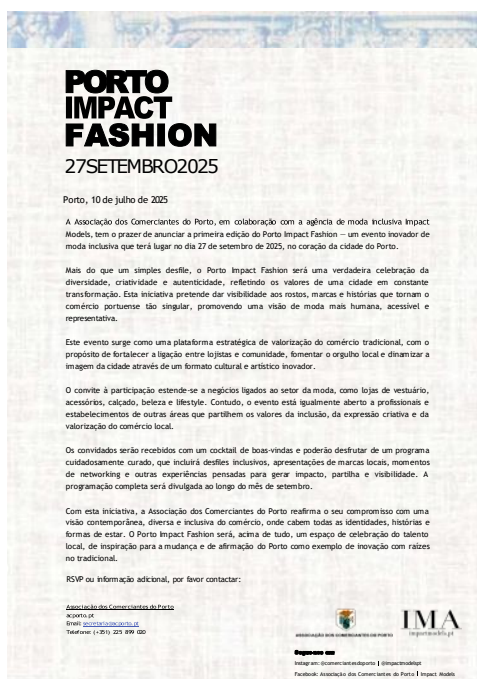 PORTO
IMPACT
FASHION
27SETEMBRO2025
Porto, 10 de julho de 2025
A Associação dos Comerciantes do Porto, em colaboração com a agência de moda inclusiva Impact
Models, tem o prazer de anunciar a primeira edição do Porto Impact Fashion — um evento inovador de
moda inclusiva que terá lugar no dia 27 de setembro de 2025, no coração da cidade do Porto.
Mais do que um simples desfile, o Porto Impact Fashion será uma verdadeira celebração da
diversidade, criatividade e autenticidade, refletindo os valores de uma cidade em constante
transformação. Esta iniciativa pretende dar visibilidade aos rostos, marcas e histórias que tornam o
comércio portuense tão singular, promovendo uma visão de moda mais humana, acessível e
representativa.
Este evento surge como uma plataforma estratégica de valorização do comércio tradicional, com o
propósito de fortalecer a ligação entre lojistas e comunidade, fomentar o orgulho local e dinamizar a
imagem da cidade através de um formato cultural e artístico inovador.
O convite à participação estende-se a negócios ligados ao setor da moda, como lojas de vestuário,
acessórios, calçado, beleza e lifestyle. Contudo, o evento está igualmente aberto a profissionais e
estabelecimentos de outras áreas que partilhem os valores da inclusão, da expressão criativa e da
valorização do comércio local.
Os convidados serão recebidos com um cocktail de boas-vindas e poderão desfrutar de um programa
cuidadosamente curado, que incluirá desfiles inclusivos, apresentações de marcas locais, momentos
de networking e outras experiências pensadas para gerar impacto, partilha e visibilidade. A
programação completa será divulgada ao longo do mês de setembro.
Com esta iniciativa, a Associação dos Comerciantes do Porto reafirma o seu compromisso com uma
visão contemporânea, diversa e inclusiva do comércio, onde cabem todas as identidades, histórias e
formas de estar. O Porto Impact Fashion será, acima de tudo, um espaço de celebração do talento
local, de inspiração para a mudança e de afirmação do Porto como exemplo de inovação com raízes
no tradicional.
RSVP ou informação adicional, por favor contactar:
Associação dos Comerciantes do Porto
acporto.pt
Email: secretaria@acporto.pt
Telefone: (+351) 225 899 020
ASSOCIAÇÃO DOS COMERCIANTES DO PORTO
IMA
impactmodels.pt
Segue-nos em:
Instagram: @comerciantesdoporto | @impactmodelspt
Facebook: Associação dos Comerciantes do Porto | Impact Models